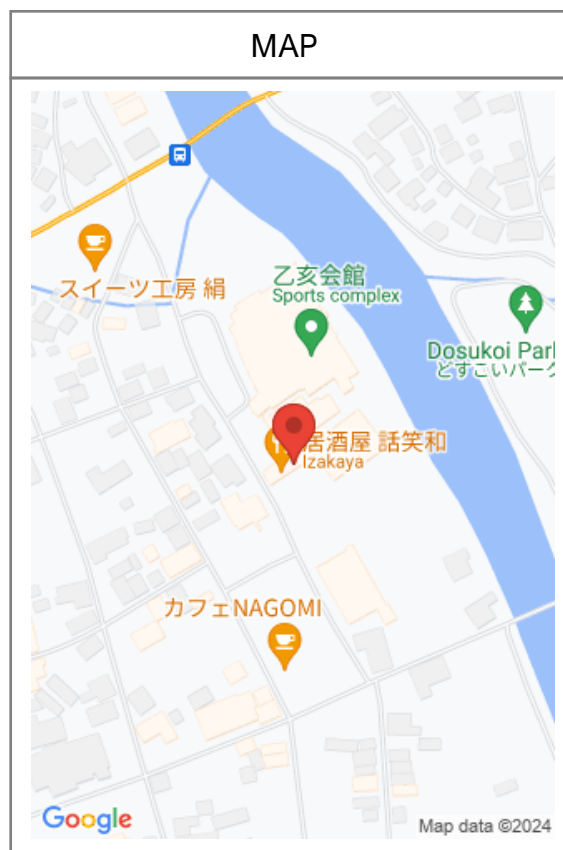 MAP
スイーツ工房 絹
乙亥会館
Sports complex
Dosukoi Parl
どすこいパーク
居酒屋 話笑和
Izakaya
カフェNAGOMI
Google
Map data ©2024